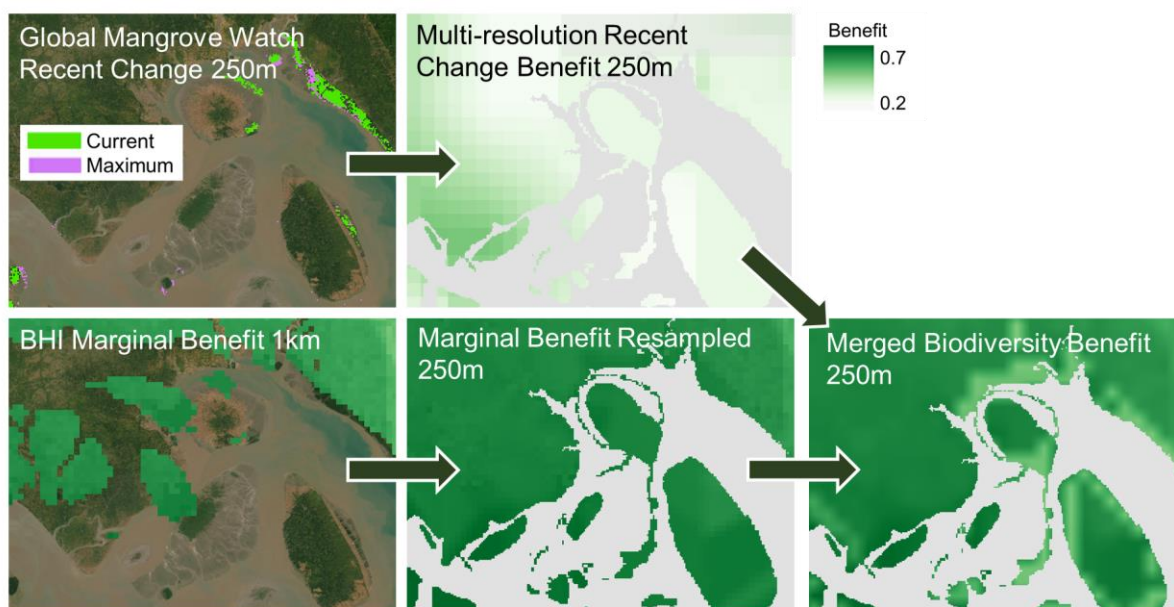 Global Mangrove Watch
Recent Change 250m
Current
Maximum
Multi-resolution Recent
Change Benefit 250m
Benefit
0.7
0.2
BHI Marginal Benefit 1km
Marginal Benefit Resampled
250m
Merged Biodiversity Benefit
250m